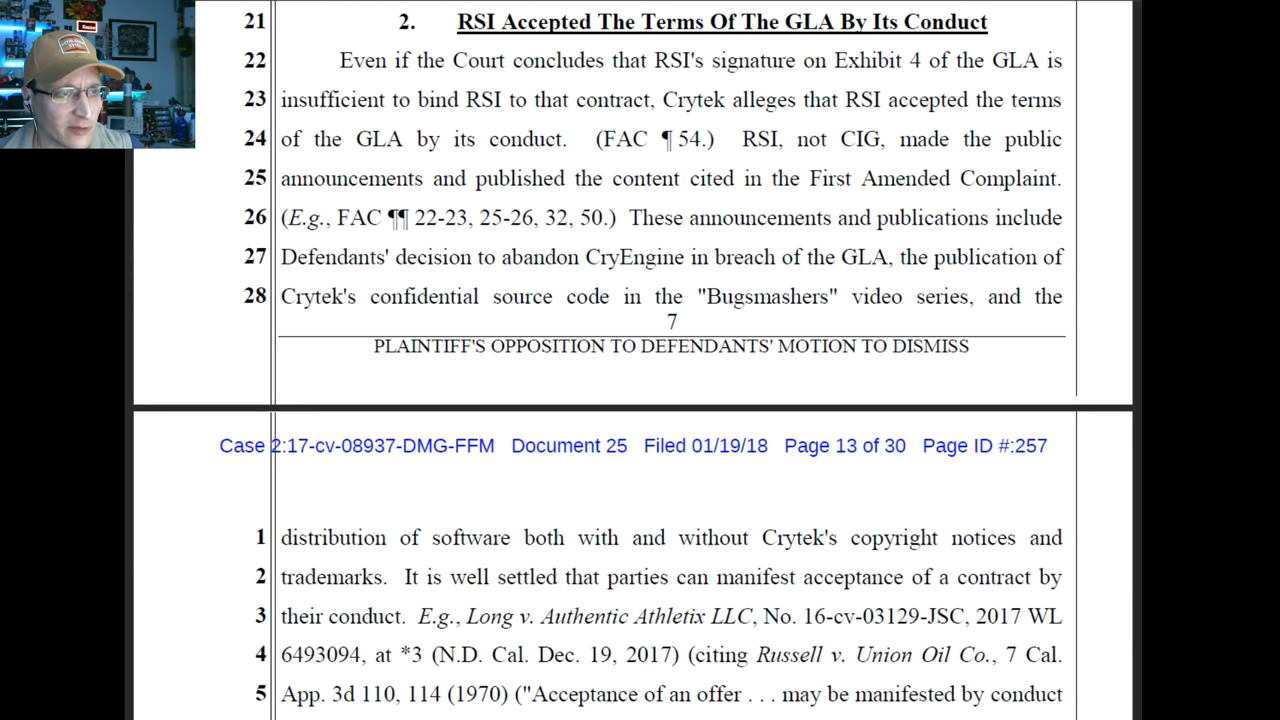 21 2. RSI Accepted The Terms Of The GLA By Its Conduct
22 Even if the Court concludes that RSI's signature on Exhibit 4 of the GLA is
23 insufficient to bind RSI to that contract, Crytek alleges that RSI accepted the terms
24 of the GLA by its conduct. (FAC ¶ 54.) RSI, not CIG, made the public
25 announcements and published the content cited in the First Amended Complaint.
26 (E.g., FAC ¶¶ 22-23, 25-26, 32, 50.) These announcements and publications include
27 Defendants' decision to abandon CryEngine in breach of the GLA, the publication of
28 Crytek's confidential source code in the "Bugsmashers" video series, and the
7
PLAINTIFF'S OPPOSITION TO DEFENDANTS' MOTION TO DISMISS
Case 2:17-cv-08937-DMG-FFM Document 25 Filed 01/19/18 Page 13 of 30 Page ID #:257
1 distribution of software both with and without Crytek's copyright notices and
2 trademarks. It is well settled that parties can manifest acceptance of a contract by
3 their conduct. E.g., Long v. Authentic Athletix LLC, No. 16-cv-03129-JSC, 2017 WL
4 6493094, at *3 (N.D. Cal. Dec. 19, 2017) (citing Russell v. Union Oil Co., 7 Cal.
5 App. 3d 110, 114 (1970) ("Acceptance of an offer . . . may be manifested by conduct